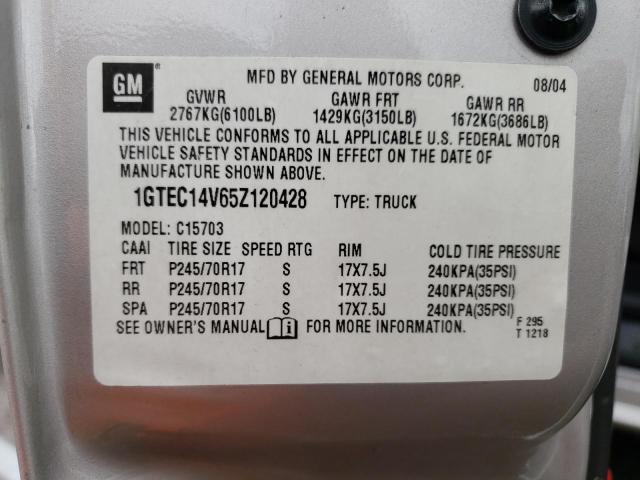 GM
®
MFD BY GENERAL MOTORS CORP. 08/04
GVWR GAWR FRT GAWR RR
2767KG(6100LB) 1429KG(3150LB) 1672KG(3686LB)
THIS VEHICLE CONFORMS TO ALL APPLICABLE U.S. FEDERAL MOTOR
VEHICLE SAFETY STANDARDS IN EFFECT ON THE DATE OF
MANUFACTURE SHOWN ABOVE.
1GTEC14V65Z120428 TYPE: TRUCK
MODEL: C15703
CAAI TIRE SIZE SPEED RTG RIM COLD TIRE PRESSURE
FRT P245/70R17 S 17X7.5J 240KPA(35PSI)
RR P245/70R17 S 17X7.5J 240KPA(35PSI)
SPA P245/70R17 S 17X7.5J 240KPA(35PSI)
SEE OWNER'S MANUAL i FOR MORE INFORMATION.
F 295
T 1218